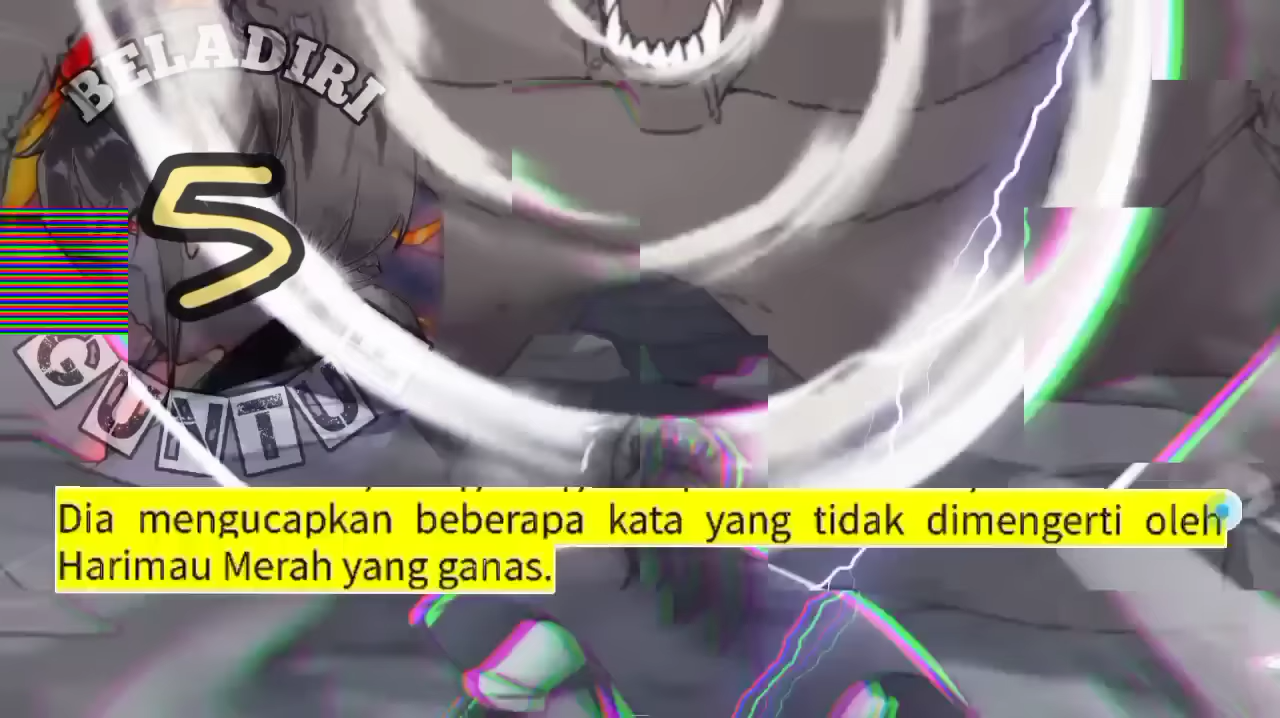 BELADIRI
5
GUNTU
Dia mengucapkan beberapa kata yang tidak dimengerti oleh
Harimau Merah yang ganas.